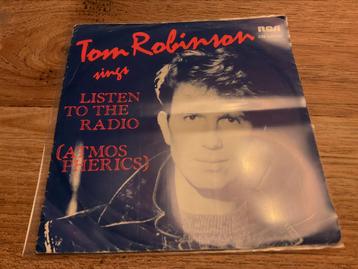 Tom Robinson
RCA
sings
LISTEN
TO THE
RADIO
(ATMOS
PHERICS)